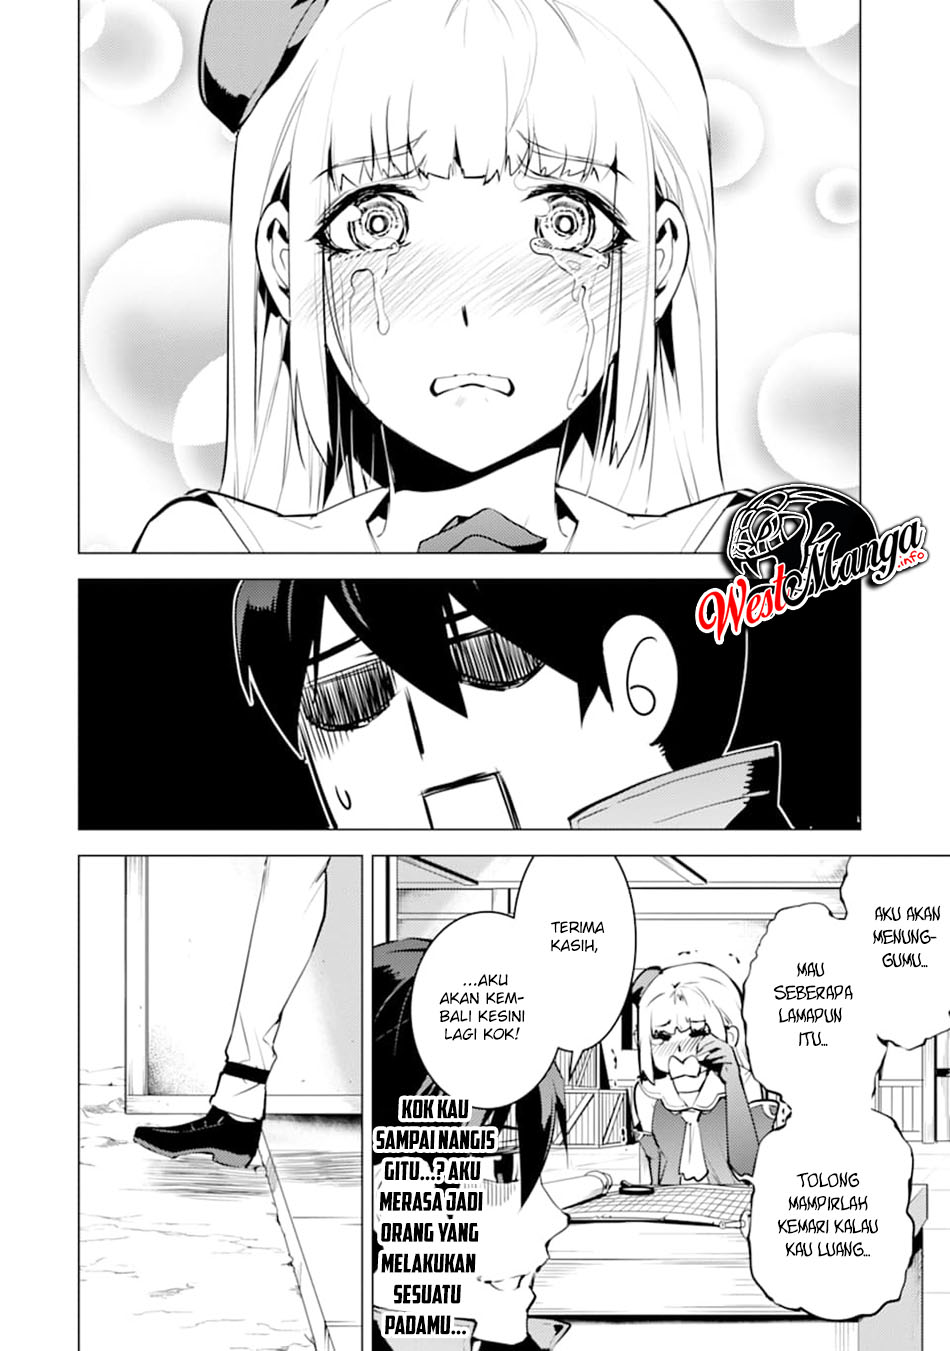 WestManga
.info
AKU AKAN
MENUNG-
GUMU...
MAU
SEBERAPA
LAMAPUN
ITU...
TERIMA
KASIH,
...AKU
AKAN KEM-
BALI KESINI
LAGI KOK!
KOK KAU
SAMPAI NANGIS
GITU...? AKU
MERASA JADI
ORANG YANG
MELAKUKAN
SESUATU
PADAMU...
TOLONG
MAMPIRLAH
KEMARI KALAU
KAU LUANG...